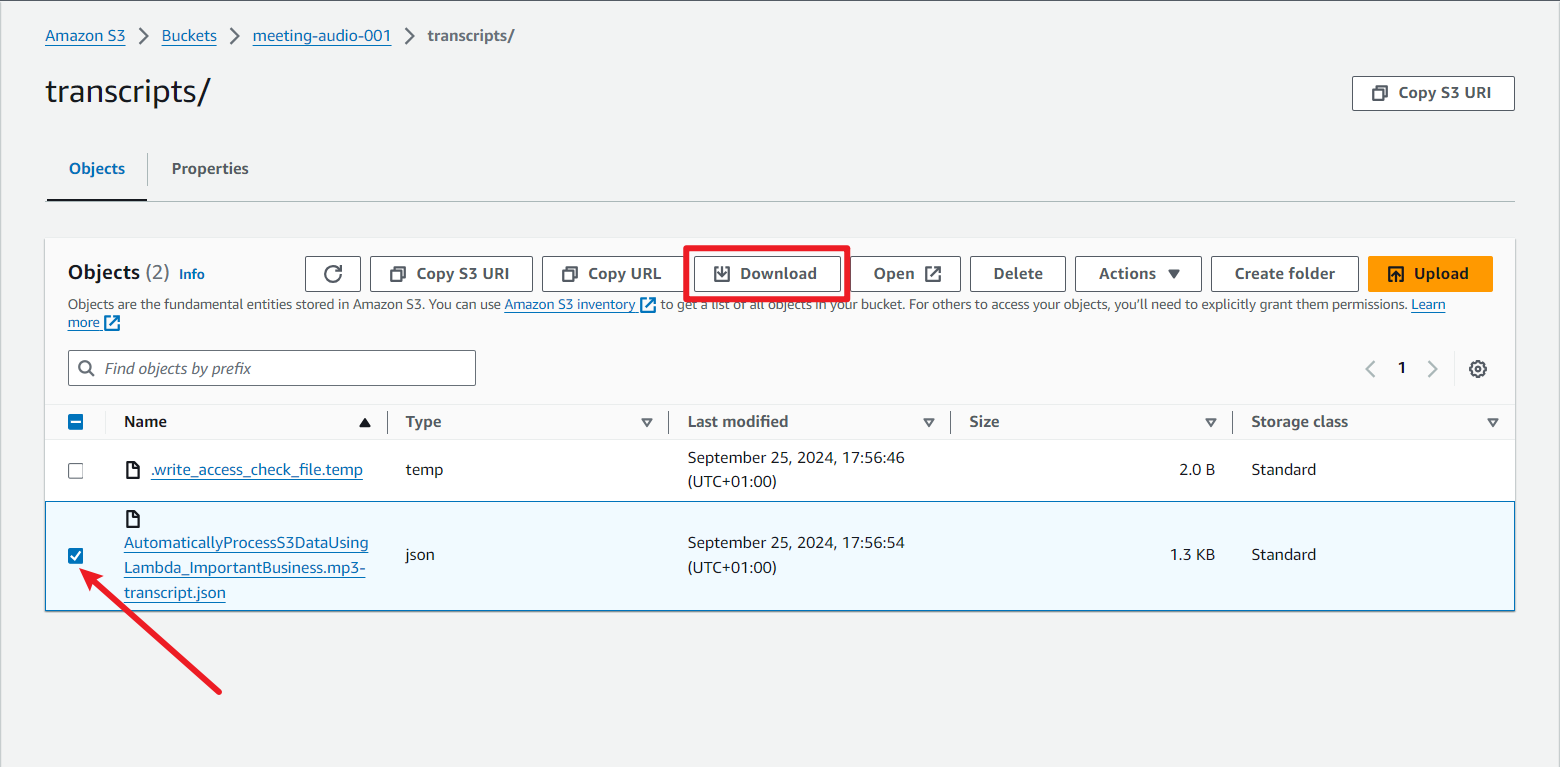 Amazon S3 Buckets meeting-audio-001 transcripts/
transcripts/
Copy S3 URI
Objects Properties
Objects (2) Info Copy S3 URI Copy URL Download Open Delete Actions Create folder Upload
Objects are the fundamental entities stored in Amazon S3. You can use Amazon S3 inventory to get a list of all objects in your bucket. For others to access your objects, you'll need to explicitly grant them permissions. Learn
more
Find objects by prefix
1
Name Type Last modified Size Storage class
.write_access_check_file.temp temp September 25, 2024, 17:56:46 2.0 B Standard
(UTC+01:00)
AutomaticallyProcessS3DataUsing json September 25, 2024, 17:56:54 1.3 KB Standard
Lambda_ImportantBusiness.mp3- (UTC+01:00)
transcript.json